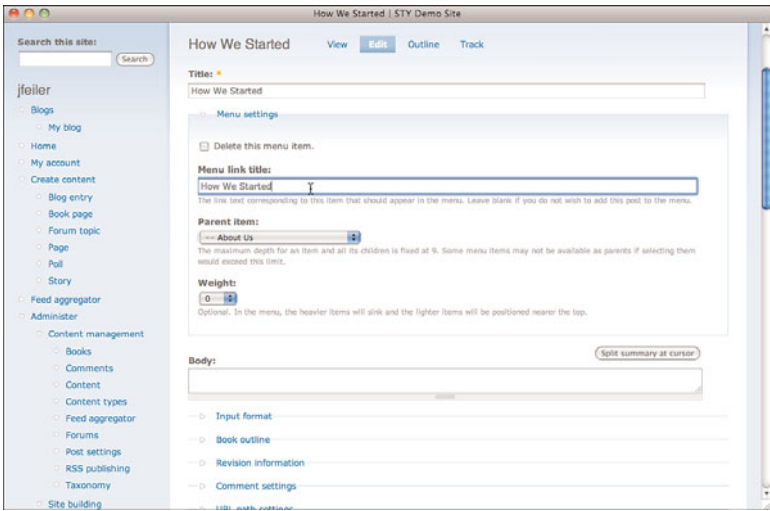 How We Started | STY Demo Site
Search this site:
Search
jfeiler
Blogs
My blog
Home
My account
Create content
Blog entry
Book page
Forum topic
Page
Poll
Story
Feed aggregator
Administer
Content management
Books
Comments
Content
Content types
Feed aggregator
Forums
Post settings
RSS publishing
Taxonomy
Site building
How We Started
View
Edit
Outline
Track
Title: *
How We Started
Menu settings
Delete this menu item.
Menu link title:
How We Started
The link text corresponding to this item that should appear in the menu. Leave blank if you do not wish to add this post to the menu.
Parent item:
-- About Us
The maximum depth for an item and all its children is fixed at 9. Some menu items may not be available as parents if selecting them
would exceed this limit.
Weight:
0
Optional. In the menu, the heavier items will sink and the lighter items will be positioned nearer the top.
Split summary at cursor
Body:
Input format
Book outline
Revision information
Comment settings
URL path settings